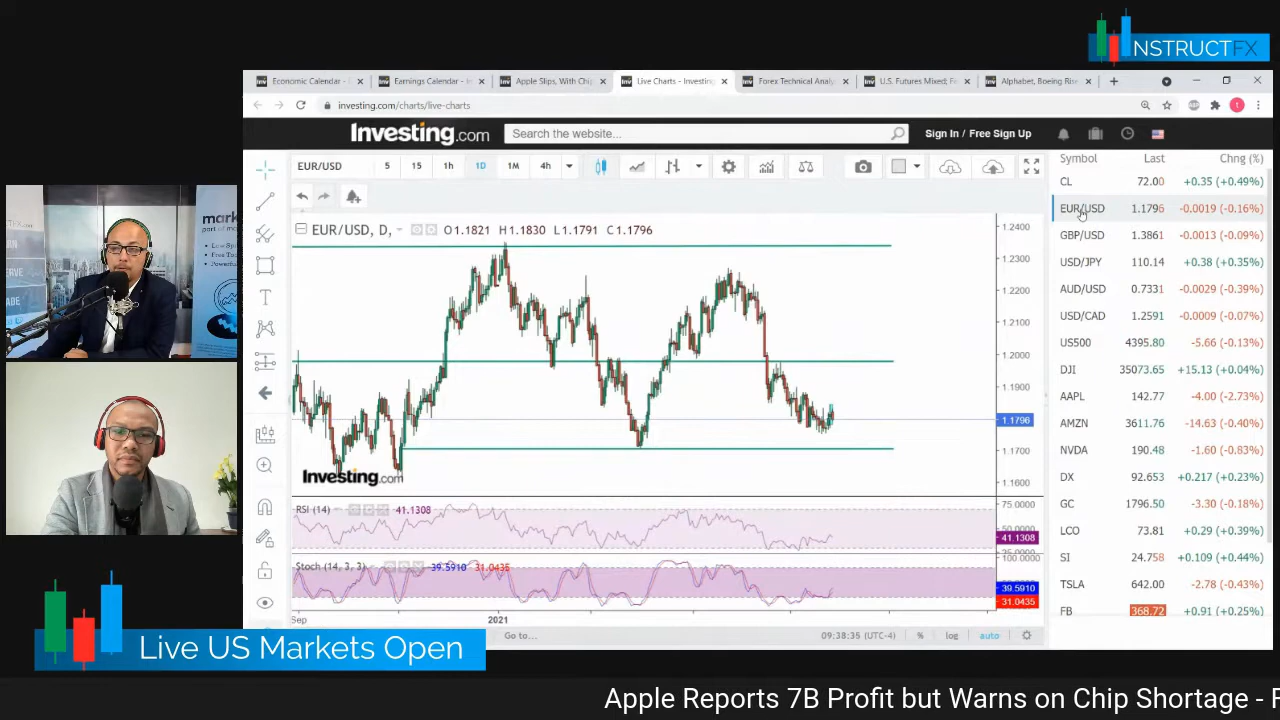 NSTRUCTFX
Economic Calendar -
Earnings Calendar -
Apple Slips, With Chi
Live Charts - Investing
Forex Technical Analy
U.S. Futures Mixed; F
Alphabet, Boeing Rise
investing.com/charts/live-charts
Investing.com
Search the website...
Sign In / Free Sign Up
EUR/USD 5 15 1h 1D 1M 4h
EUR/USD, D, O1.1821 H1.1830 L1.1791 C1.1796
1.2400
1.2300
1.2200
1.2100
1.2000
1.1900
1.1796
1.1700
1.1600
Investing.com
RSI (14) 41.1308
75.0000
50.0000
41.1308
Stoch (14, 3, 3) 39.5910 31.0435
100.0000
39.5910
31.0435
Sep 2021
Go to... 09:38:35 (UTC-4) % log auto
Symbol Last Chng (%)
CL 72.00 +0.35 (+0.49%)
EUR/USD 1.1796 -0.0019 (-0.16%)
GBP/USD 1.3861 -0.0013 (-0.09%)
USD/JPY 110.14 +0.38 (+0.35%)
AUD/USD 0.7331 -0.0029 (-0.39%)
USD/CAD 1.2591 -0.0009 (-0.07%)
US500 4395.80 -5.66 (-0.13%)
DJI 35073.65 +15.13 (+0.04%)
AAPL 142.77 -4.00 (-2.73%)
AMZN 3611.76 -14.63 (-0.40%)
NVDA 190.48 -1.60 (-0.83%)
DX 92.653 +0.217 (+0.23%)
GC 1796.50 -3.30 (-0.18%)
LCO 73.81 +0.29 (+0.39%)
SI 24.758 +0.109 (+0.44%)
TSLA 642.00 -2.78 (-0.43%)
FB 368.72 +0.91 (+0.25%)
Live US Markets Open
Apple Reports 7B Profit but Warns on Chip Shortage -